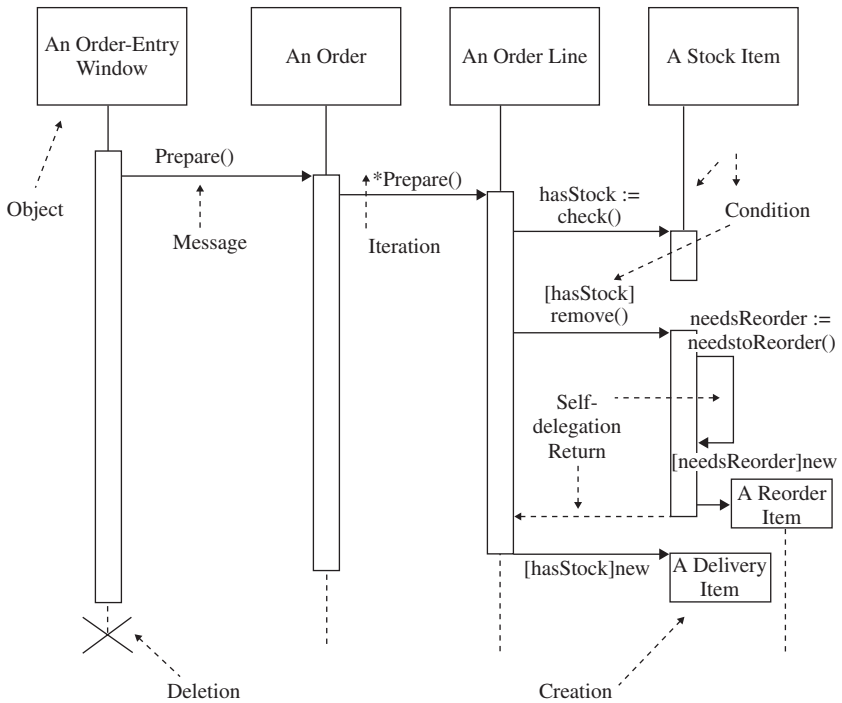 An Order-Entry
Window
An Order
An Order Line
A Stock Item
Prepare()
*Prepare()
hasStock :=
check()
Object
Message
Iteration
Condition
[hasStock]
remove()
needsReorder :=
needstoReorder()
Self-
delegation
Return
[needsReorder]new
A Reorder
Item
[hasStock]new
A Delivery
Item
Deletion
Creation